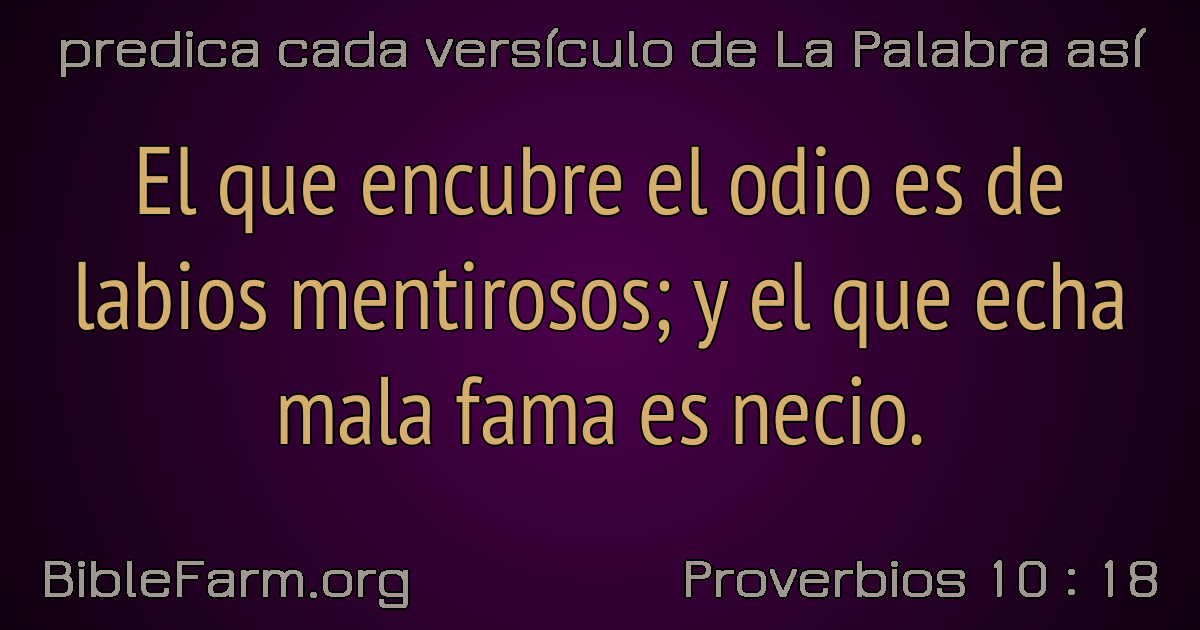 predica cada versículo de La Palabra así
El que encubre el odio es de
labios mentirosos; y el que echa
mala fama es necio.
BibleFarm.org
Proverbios 10 : 18